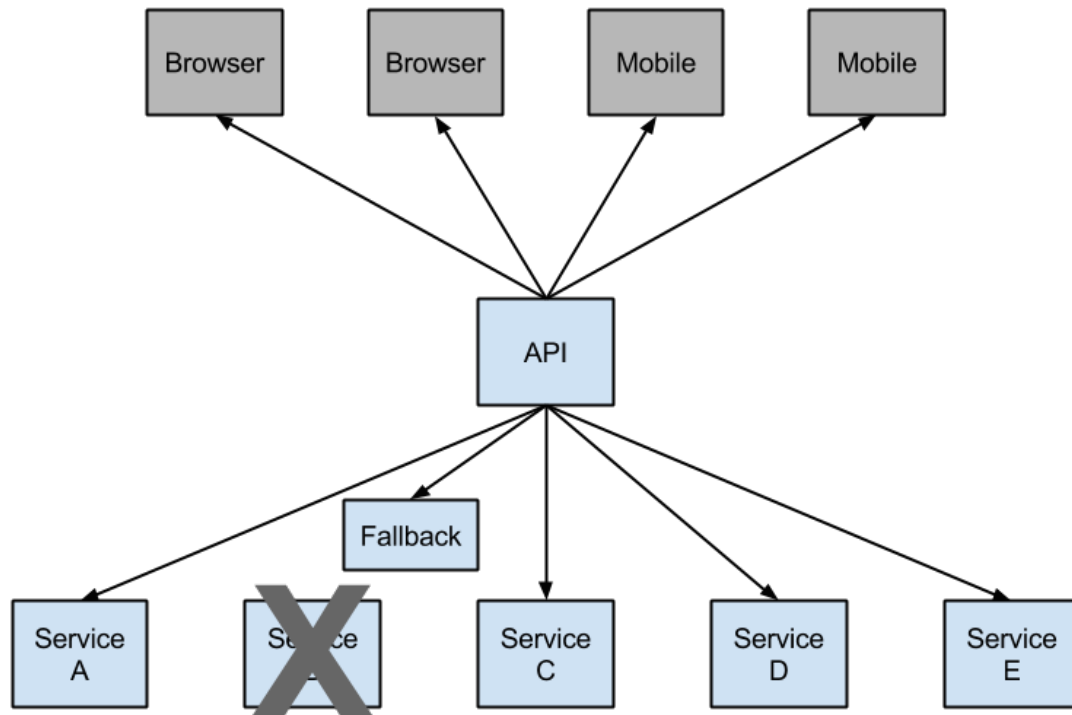 Browser
Browser
Mobile
Mobile
API
Fallback
Service
A
Service
C
Service
D
Service
E